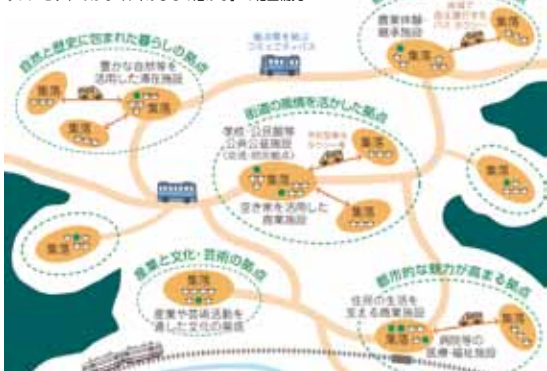 自然と歴史に包まれた暮らしの拠点
豊かな自然等を
活用した滞在施設
集落
集落
集落
拠点等を結ぶ
コミュニティバス
農業体験・
継承施設
集落
集落
街道の風情を活かした拠点
学校・公民館等
公共公益施設
集落
集落
集落
空き家を活用した
商業施設
集落
集落
産業と文化・芸術の拠点
集落
産業や芸術活動を
通した文化の発信
都市的な魅力が高まる拠点
住民の生活を
支える商業施設
集落
集落
病院等の
医療・福祉施設